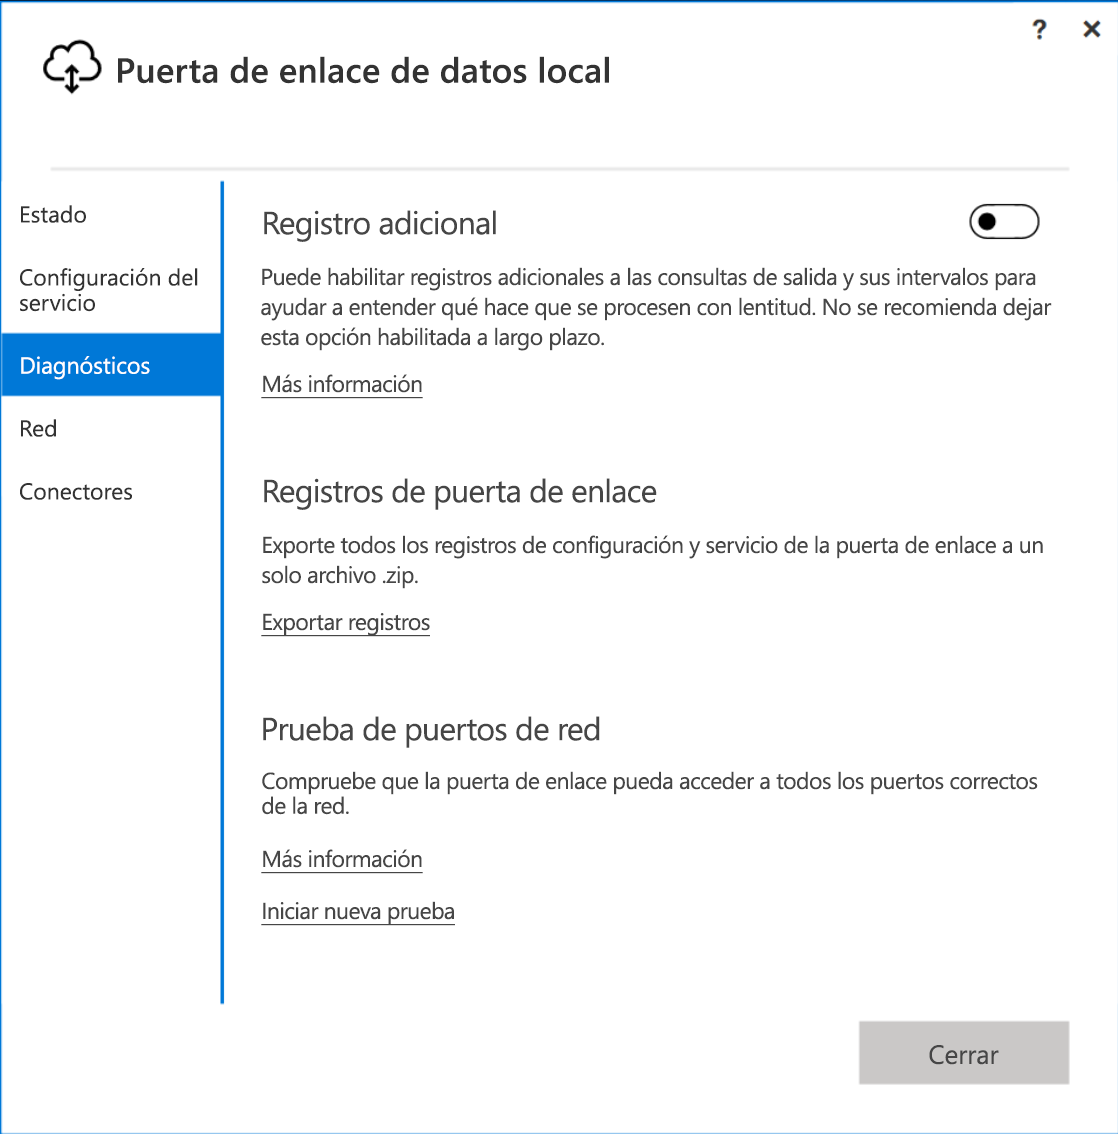 ?
Puerta de enlace de datos local
Estado
Configuración del
servicio
Diagnósticos
Red
Conectores
Registro adicional
Puede habilitar registros adicionales a las consultas de salida y sus intervalos para
ayudar a entender qué hace que se procesen con lentitud. No se recomienda dejar
esta opción habilitada a largo plazo.
Más información
Registros de puerta de enlace
Exporte todos los registros de configuración y servicio de la puerta de enlace a un
solo archivo .zip.
Exportar registros
Prueba de puertos de red
Compruebe que la puerta de enlace pueda acceder a todos los puertos correctos
de la red.
Más información
Iniciar nueva prueba
Cerrar